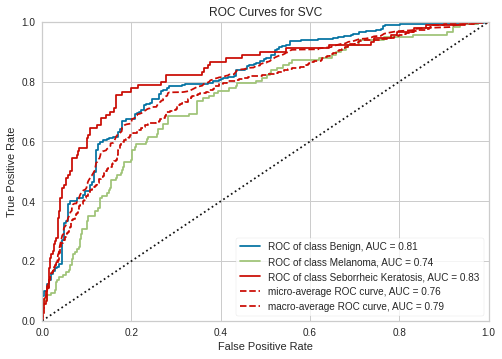 ROC Curves for SVC
True Positive Rate
1.0
0.8
0.6
0.4
0.2
0.0
ROC of class Benign, AUC = 0.81
ROC of class Melanoma, AUC = 0.74
ROC of class Seborrheic Keratosis, AUC = 0.83
micro-average ROC curve, AUC = 0.76
macro-average ROC curve, AUC = 0.79
0.0 0.2 0.4 0.6 0.8 1.0
False Positive Rate